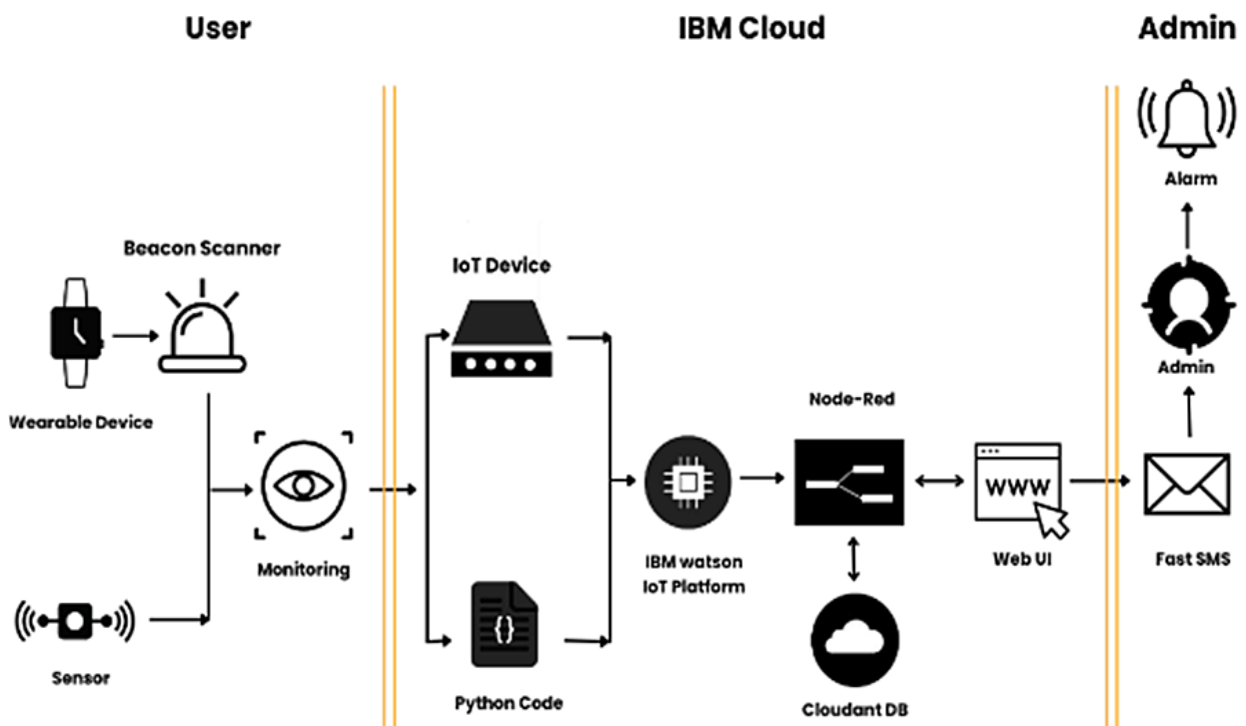 User
IBM Cloud
Admin
Alarm
Beacon Scanner
IoT Device
Wearable Device
Admin
Node-Red
WWW
Monitoring
IBM watson
IoT Platform
Web UI
Fast SMS
{}
Sensor
Python Code
Cloudant DB